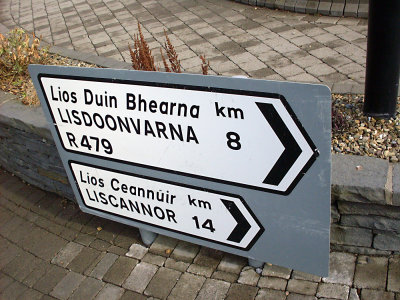 Lios Duin Bhearna km
LISDOONVARNA 8
R479
Lios Ceannúir km
LISCANNOR 14